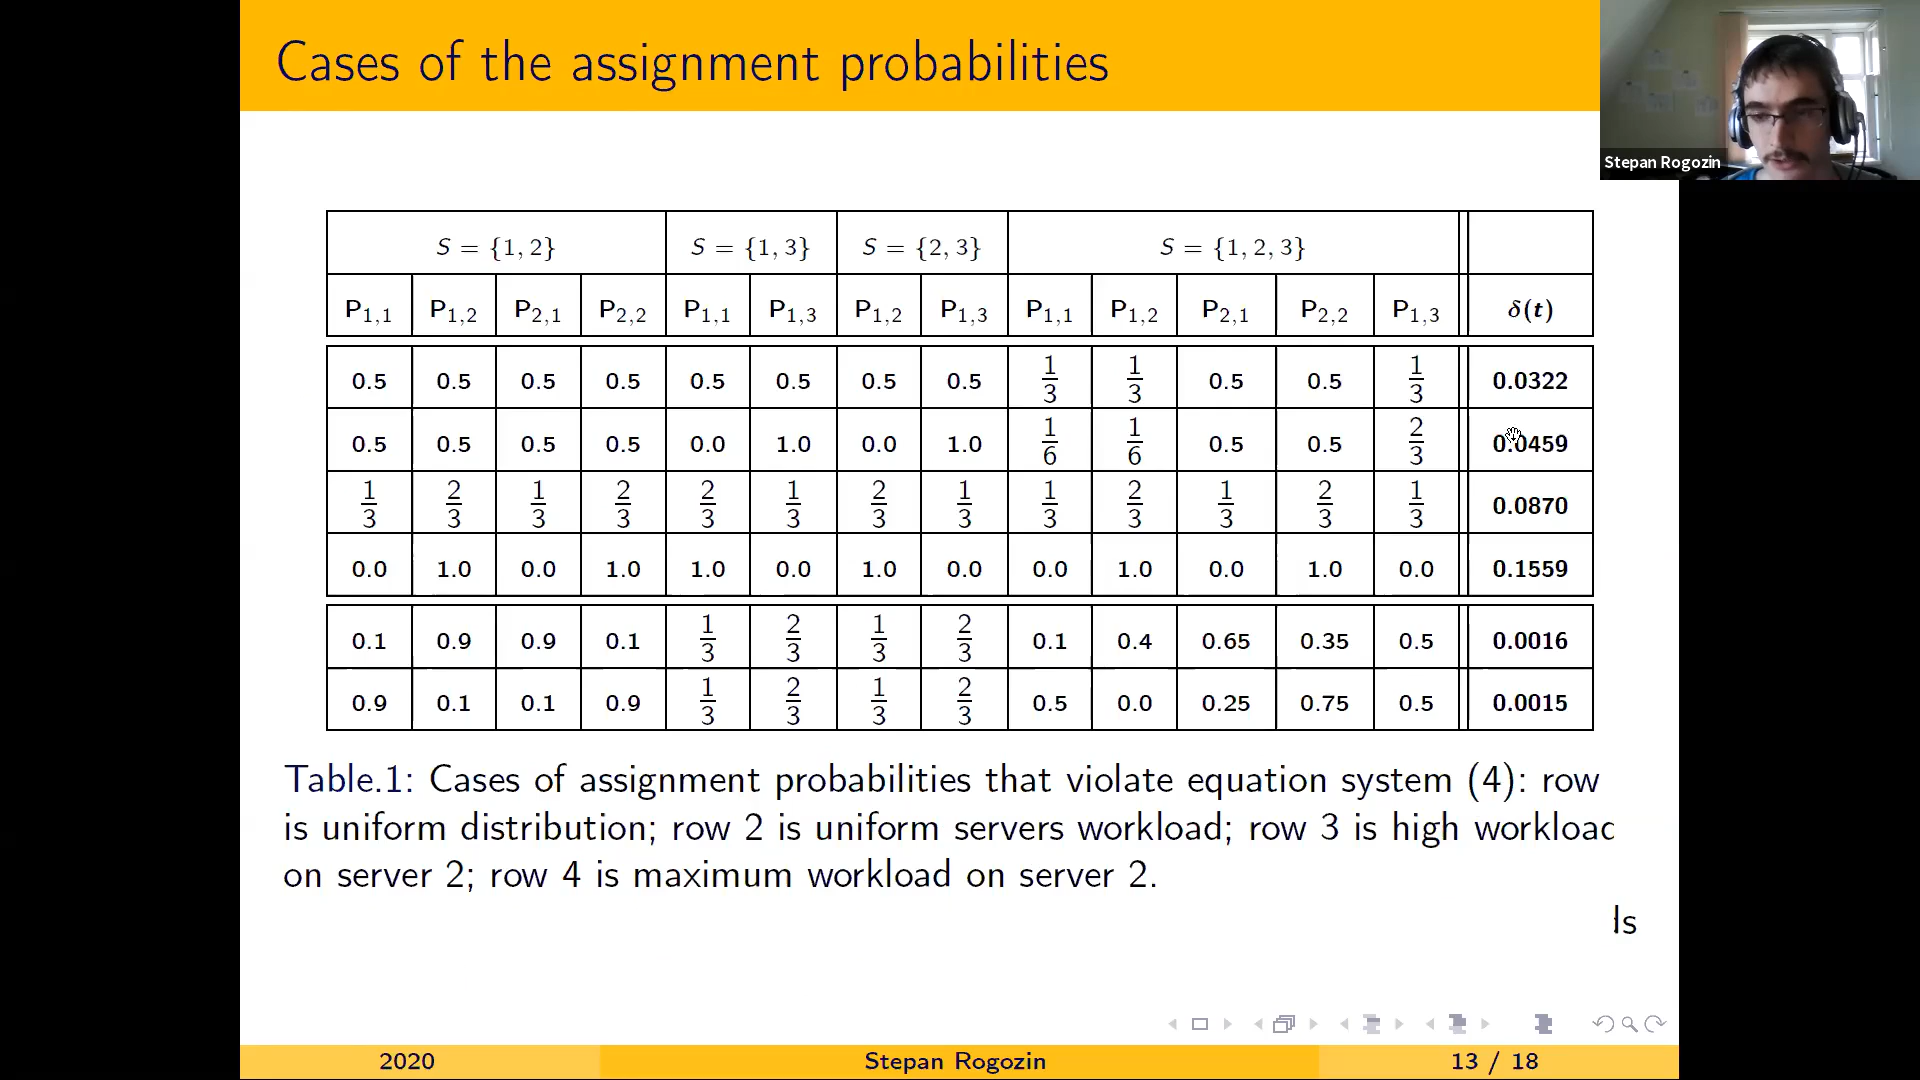 Cases of the assignment probabilities
Stepan Rogozin
S = {1, 2} S = {1, 3} S = {2, 3} S = {1, 2, 3}
P1,1 P1,2 P2,1 P2,2 P1,1 P1,3 P1,2 P1,3 P1,1 P1,2 P2,1 P2,2 P1,3 δ(t)
0.5 0.5 0.5 0.5 0.5 0.5 0.5 0.5 1/3 1/3 0.5 0.5 1/3 0.0322
0.5 0.5 0.5 0.5 0.0 1.0 0.0 1.0 1/6 1/6 0.5 0.5 2/3 0.0459
1/3 2/3 1/3 2/3 2/3 1/3 2/3 1/3 1/3 2/3 1/3 2/3 1/3 0.0870
0.0 1.0 0.0 1.0 1.0 0.0 1.0 0.0 0.0 1.0 0.0 1.0 0.0 0.1559
0.1 0.9 0.9 0.1 1/3 2/3 1/3 2/3 0.1 0.4 0.65 0.35 0.5 0.0016
0.9 0.1 0.1 0.9 1/3 2/3 1/3 2/3 0.5 0.0 0.25 0.75 0.5 0.0015
Table.1: Cases of assignment probabilities that violate equation system (4): row
is uniform distribution; row 2 is uniform servers workload; row 3 is high workload
on server 2; row 4 is maximum workload on server 2.
2020 Stepan Rogozin 13 / 18